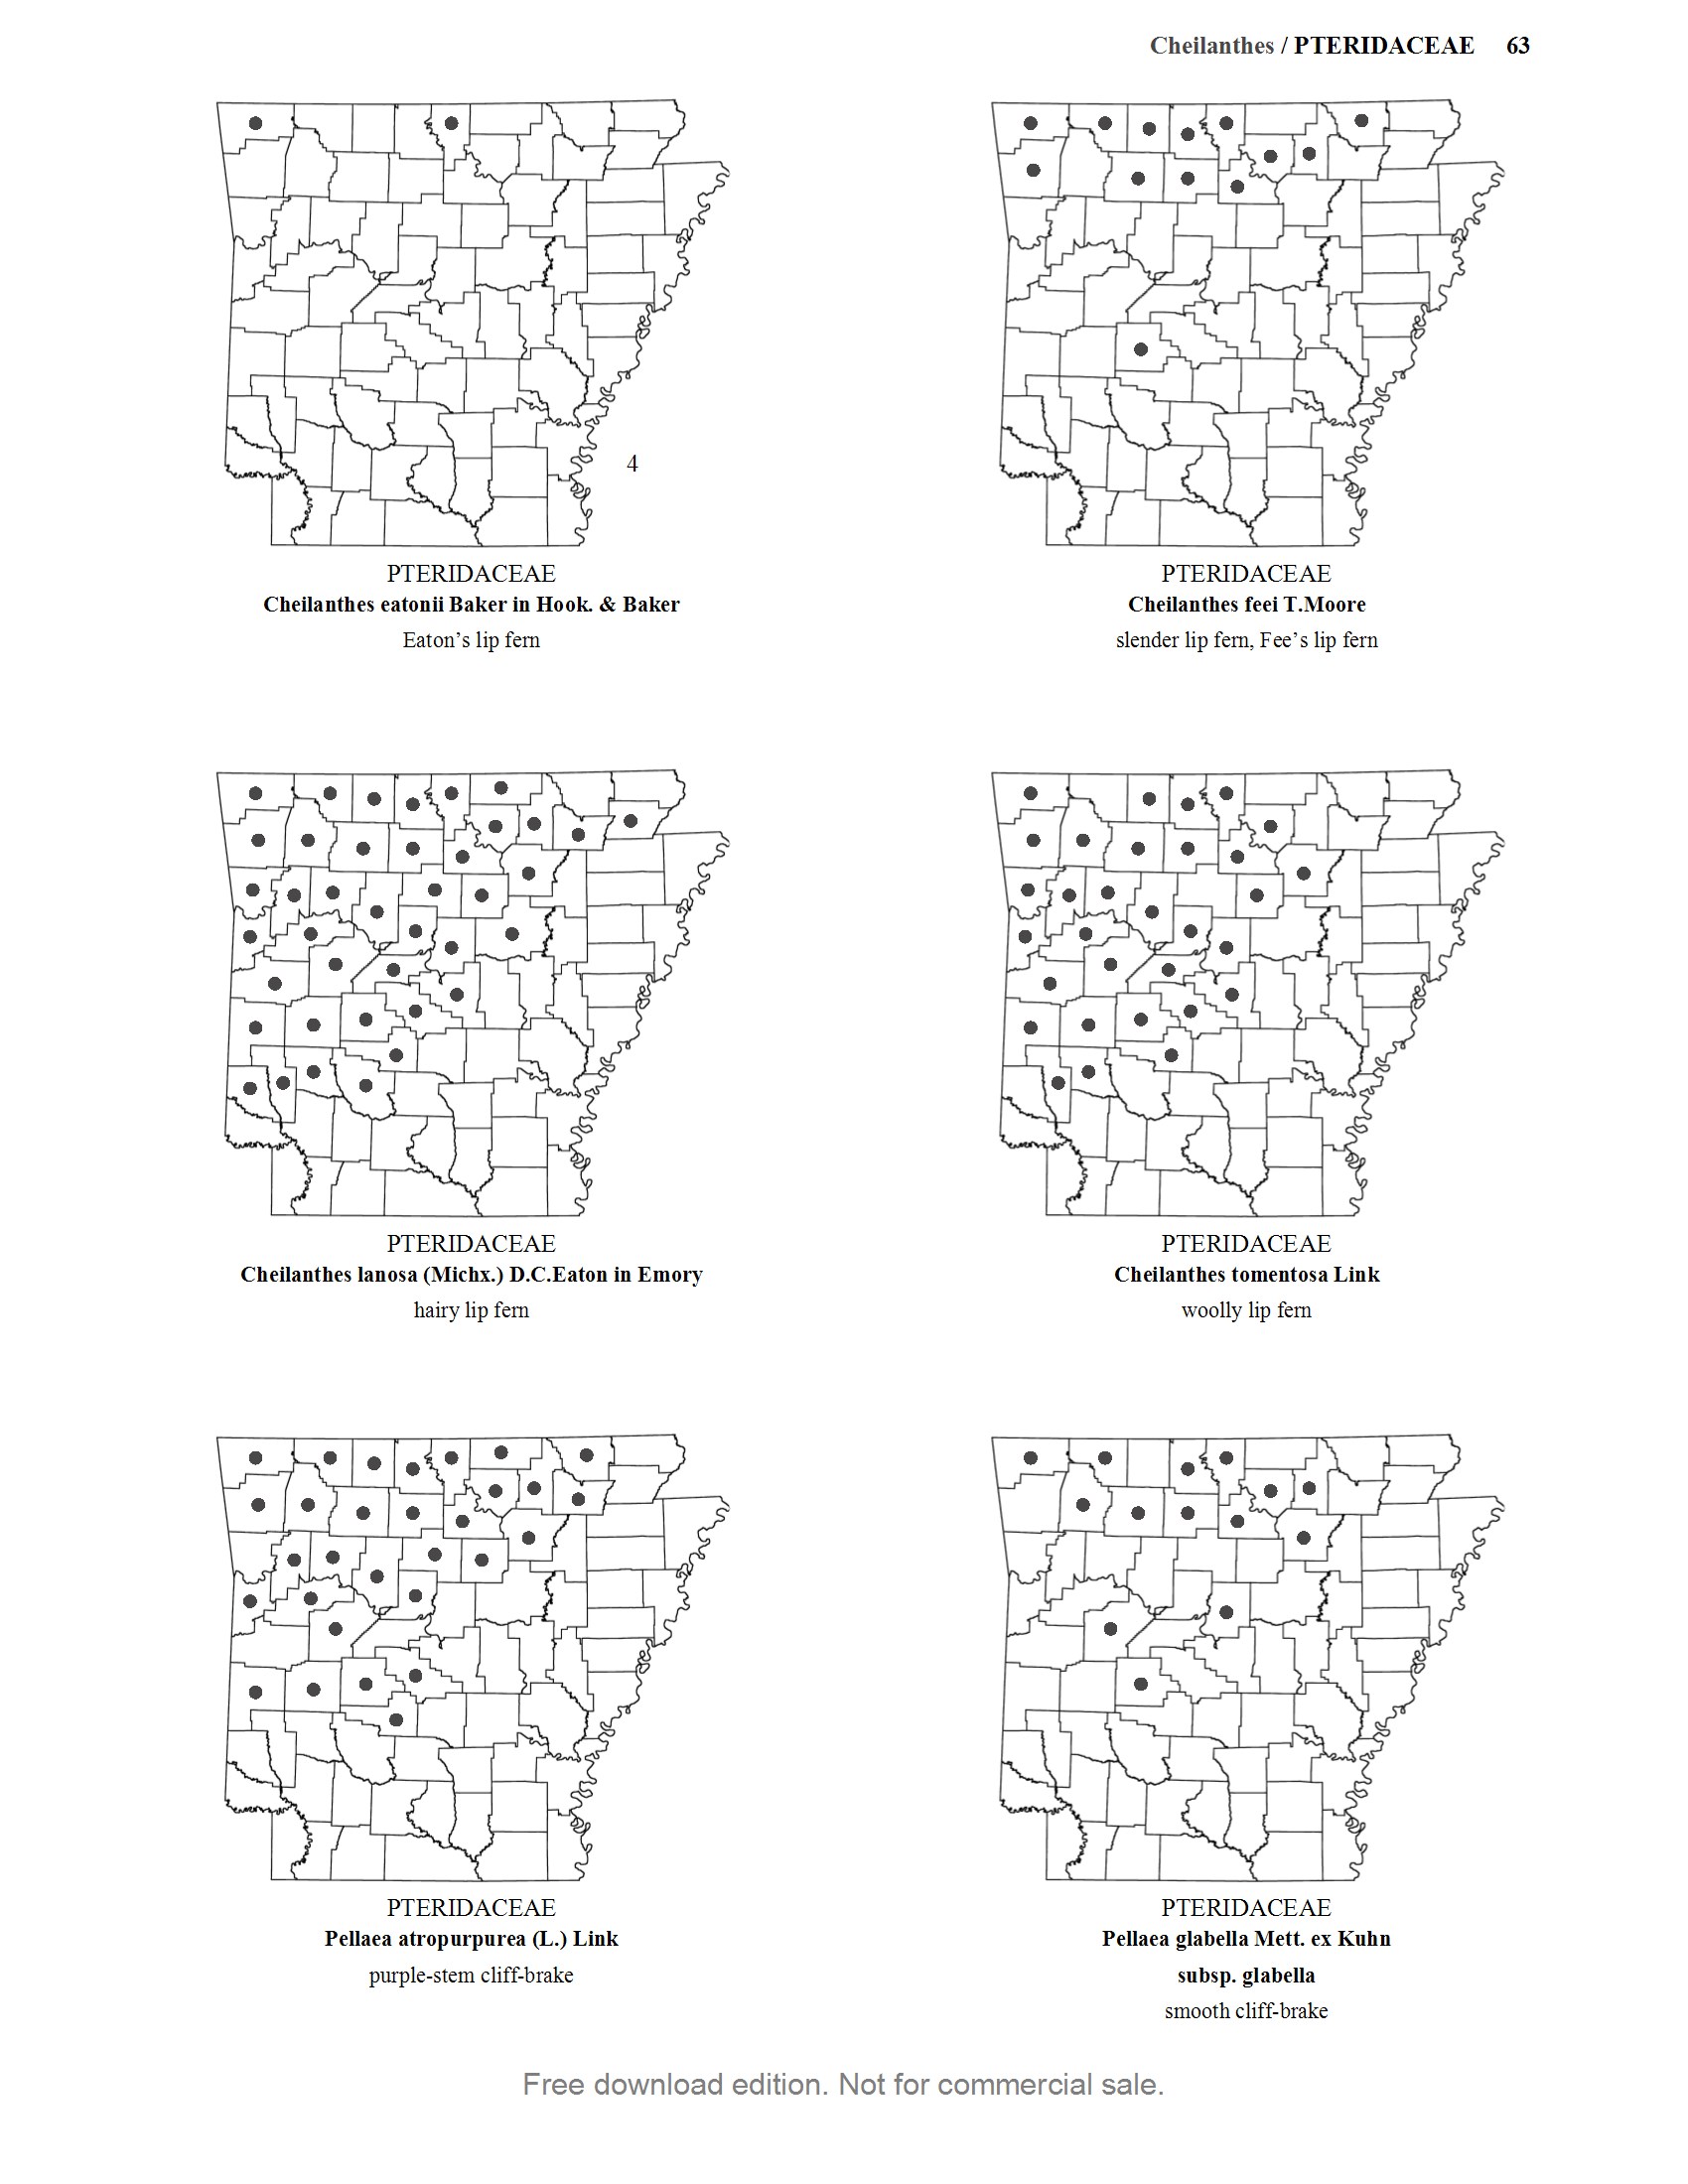 Cheilanthes / PTERIDACEAE 63
4
PTERIDACEAE
Cheilanthes eatonii Baker in Hook. & Baker
Eaton’s lip fern
PTERIDACEAE
Cheilanthes feei T.Moore
slender lip fern, Fee’s lip fern
PTERIDACEAE
Cheilanthes lanosa (Michx.) D.C.Eaton in Emory
hairy lip fern
PTERIDACEAE
Cheilanthes tomentosa Link
woolly lip fern
PTERIDACEAE
Pellaea atropurpurea (L.) Link
purple-stem cliff-brake
PTERIDACEAE
Pellaea glabella Mett. ex Kuhn
subsp. glabella
smooth cliff-brake
Free download edition. Not for commercial sale.